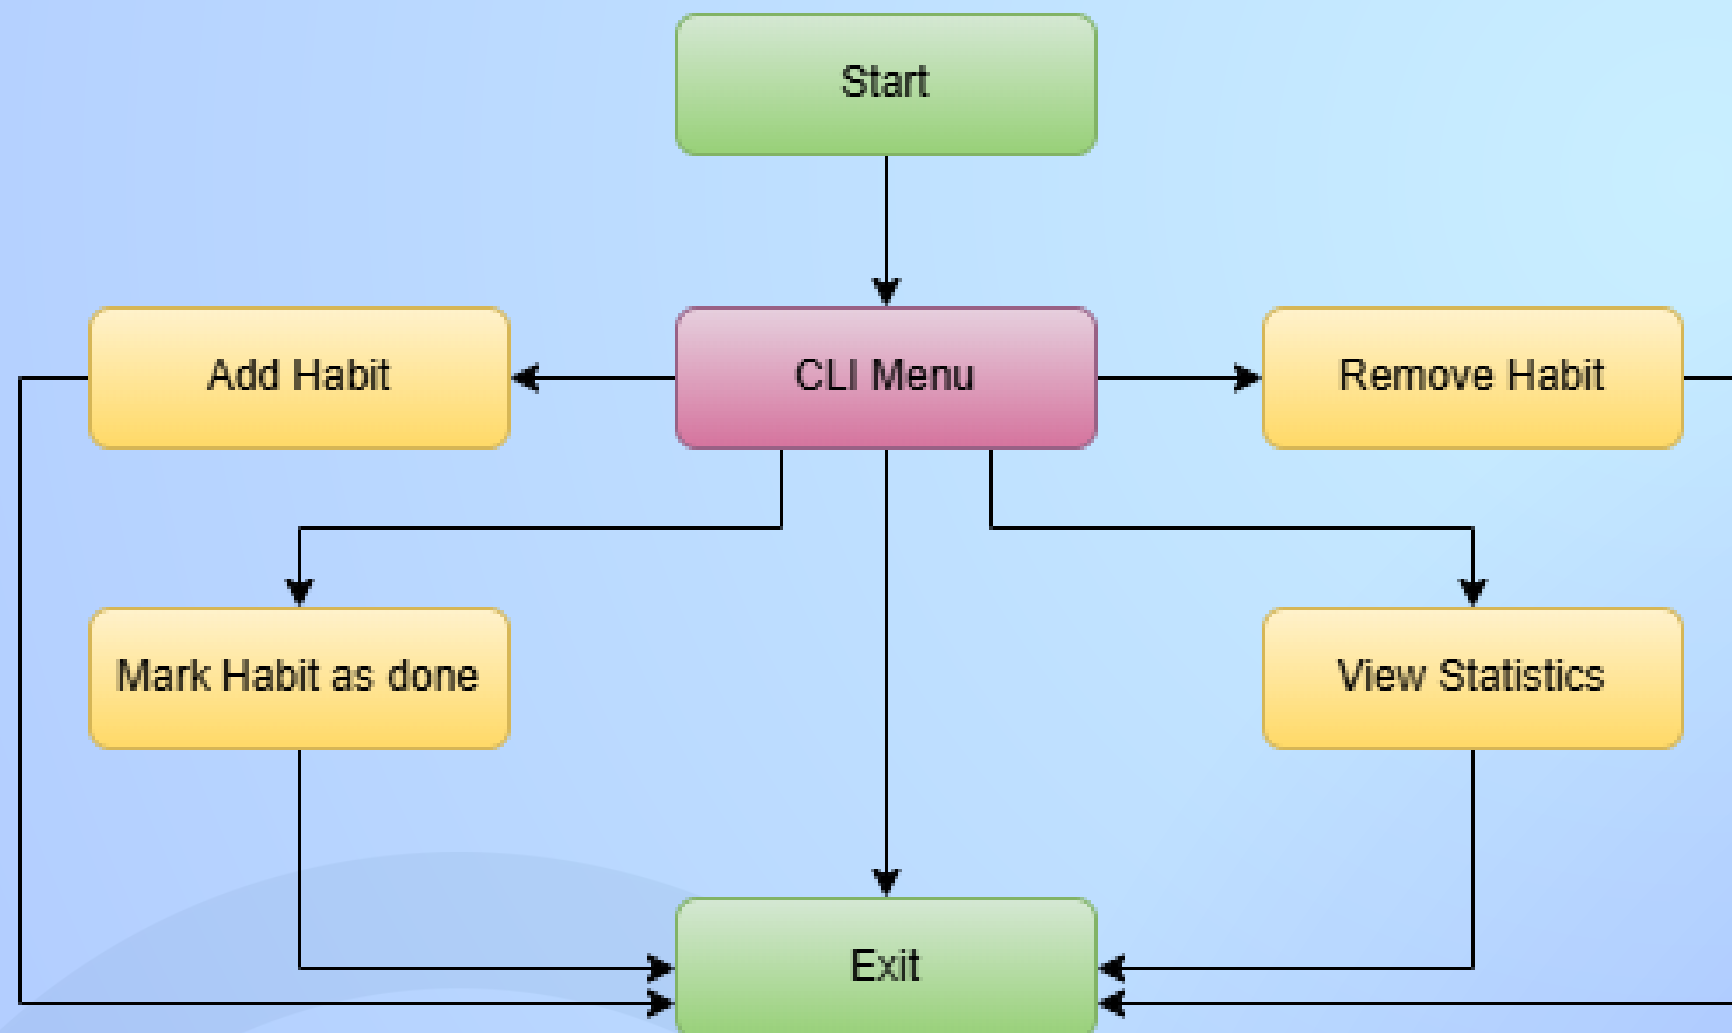 Start
Add Habit
CLI Menu
Remove Habit
Mark Habit as done
View Statistics
Exit